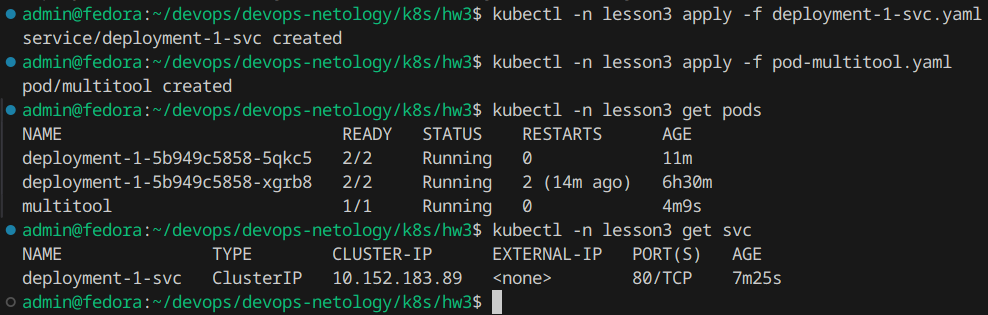 admin@fedora:~/devops/devops-netology/k8s/hw3$ kubectl -n lesson3 apply -f deployment-1-svc.yaml
service/deployment-1-svc created
admin@fedora:~/devops/devops-netology/k8s/hw3$ kubectl -n lesson3 apply -f pod-multitool.yaml
pod/multitool created
admin@fedora:~/devops/devops-netology/k8s/hw3$ kubectl -n lesson3 get pods
NAME                            READY   STATUS    RESTARTS      AGE
deployment-1-5b949c5858-5qkc5   2/2     Running   0             11m
deployment-1-5b949c5858-xgrb8   2/2     Running   2 (14m ago)   6h30m
multitool                       1/1     Running   0             4m9s
admin@fedora:~/devops/devops-netology/k8s/hw3$ kubectl -n lesson3 get svc
NAME               TYPE        CLUSTER-IP      EXTERNAL-IP   PORT(S)   AGE
deployment-1-svc   ClusterIP   10.152.183.89   <none>        80/TCP    7m25s
admin@fedora:~/devops/devops-netology/k8s/hw3$